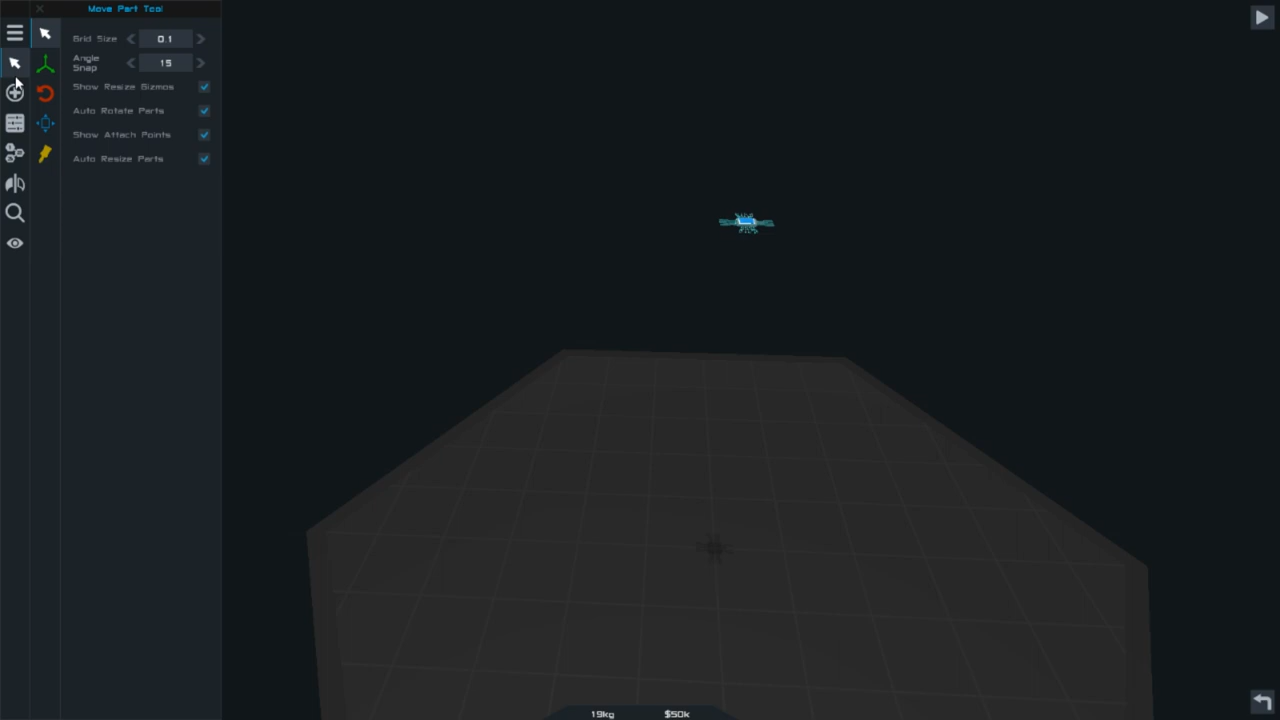 Move Part Tool
Grid Size 0.1
Angle Snap 15
Show Resize Gizmos
Auto Rotate Parts
Show Attach Points
Auto Resize Parts
19kg $50k